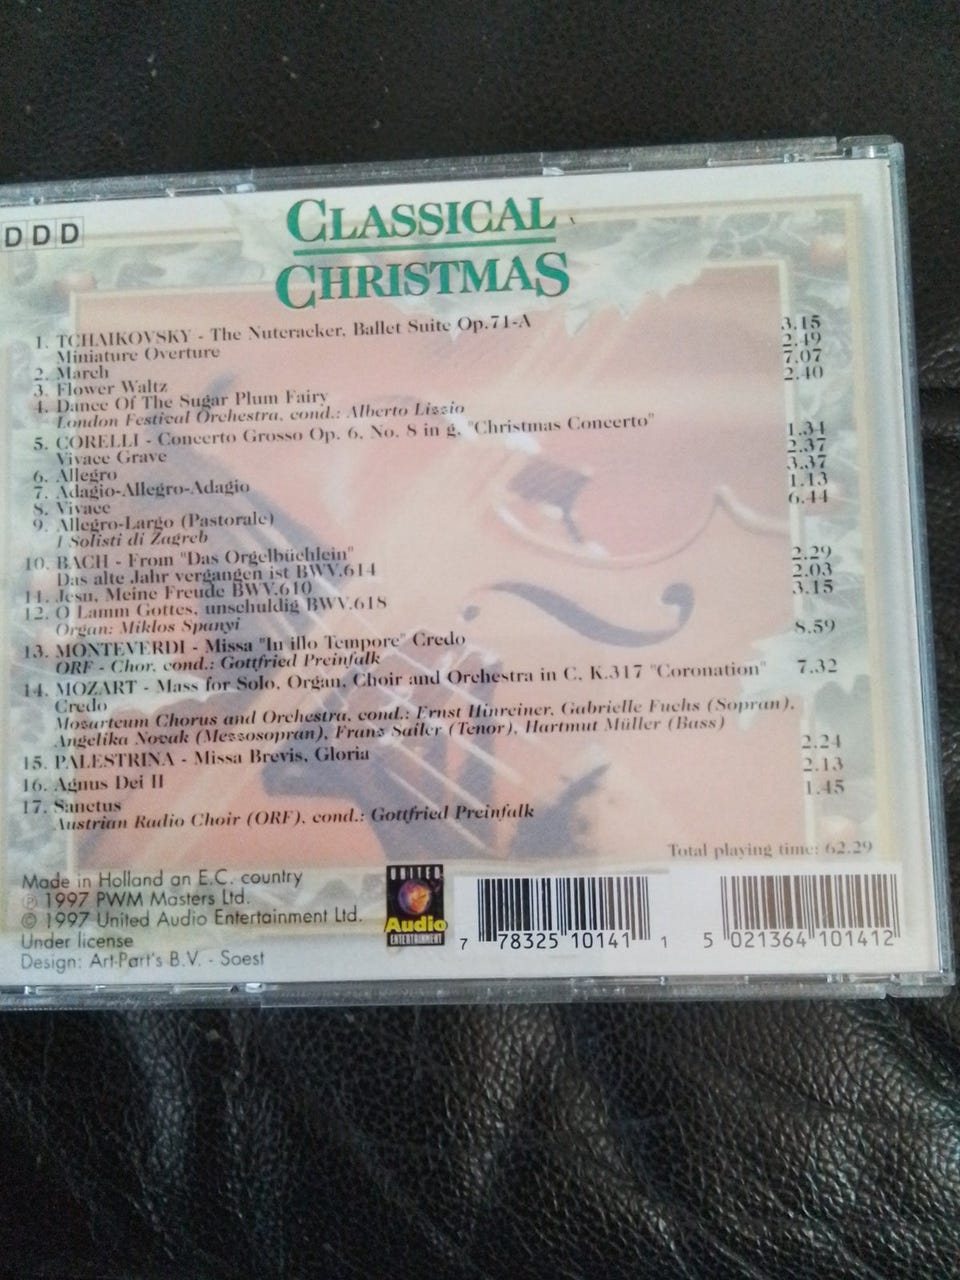 DDD
CLASSICAL
CHRISTMAS
1. TCHAIKOVSKY - The Nutcracker, Ballet Suite Op.71-A
Miniature Overture 3.15
2. March 2.49
3. Flower Waltz 7.07
4. Dance Of The Sugar Plum Fairy 2.40
London Festival Orchestra, cond.: Alberto Lizzio
5. CORELLI - Concerto Grosso Op. 6, No. 8 in g, "Christmas Concerto"
Vivace Grave 1.34
6. Allegro 2.37
7. Adagio-Allegro-Adagio 3.37
8. Vivace 1.13
9. Allegro-Largo (Pastorale) 6.44
I Solisti di Zagreb
10. BACH - From "Das Orgelbüchlein"
Das alte Jahr vergangen ist BWV.614 2.29
11. Jesu, Meine Freude BWV.610 2.03
12. O Lamm Gottes, unschuldig BWV.618 3.15
Organ: Miklos Spanyi
13. MONTEVERDI - Missa "In illo Tempore" Credo 8.59
ORF - Chor, cond.: Gottfried Preinfalk
14. MOZART - Mass for Solo, Organ, Choir and Orchestra in C, K.317 "Coronation" 7.32
Credo
Mozarteum Chorus and Orchestra, cond.: Ernst Hinreiner, Gabrielle Fuchs (Sopran),
Angelika Novak (Mezzosopran), Franz Sailer (Tenor), Hartmut Müller (Bass)
15. PALESTRINA - Missa Brevis, Gloria 2.24
16. Agnus Dei II 2.13
17. Sanctus 1.45
Austrian Radio Choir (ORF), cond.: Gottfried Preinfalk
Total playing time: 62.29
Made in Holland an E.C. country
℗ 1997 PWM Masters Ltd.
© 1997 United Audio Entertainment Ltd.
Under license
Design: Art-Part's B.V. - Soest
UNITED
Audio
ENTERTAINMENT
7 78325 10141 1
5 021364 101412